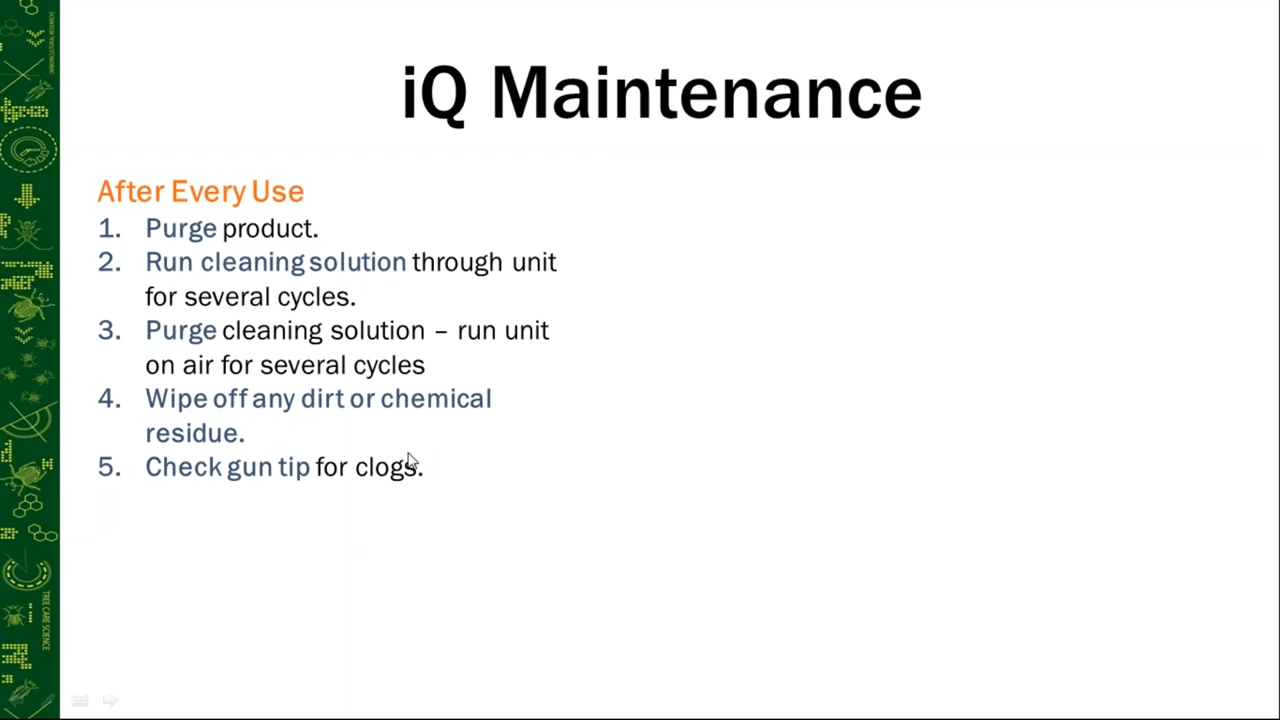 iQ Maintenance
After Every Use
1. Purge product.
2. Run cleaning solution through unit
for several cycles.
3. Purge cleaning solution – run unit
on air for several cycles
4. Wipe off any dirt or chemical
residue.
5. Check gun tip for clogs.
TREE CARE SCIENCE